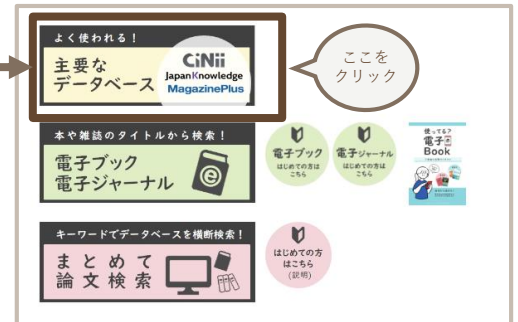 よく使われる！
主要な
データベース
CiNii
JapanKnowledge
MagazinePlus
ここを
クリック
本や雑誌のタイトルから検索！
電子ブック
電子ジャーナル
e
電子ブック
はじめての方は
こちら
電子ジャーナル
はじめての方は
こちら
使ってる？
電子
Book
キーワードでデータベースを横断検索！
まとめて
論文検索
はじめての方
はこちら
(説明)